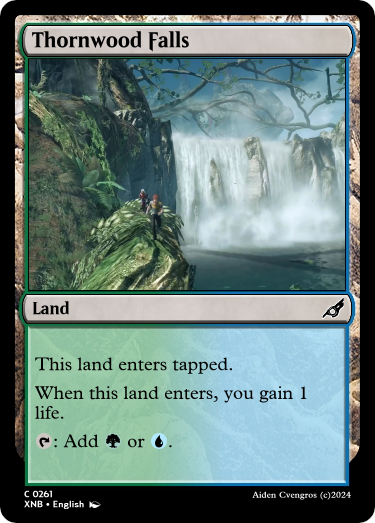 Thornwood Falls
Land
This land enters tapped.
When this land enters, you gain 1
life.
: Add or .
C 0261
XNB • English Aiden Cvengros (c)2024